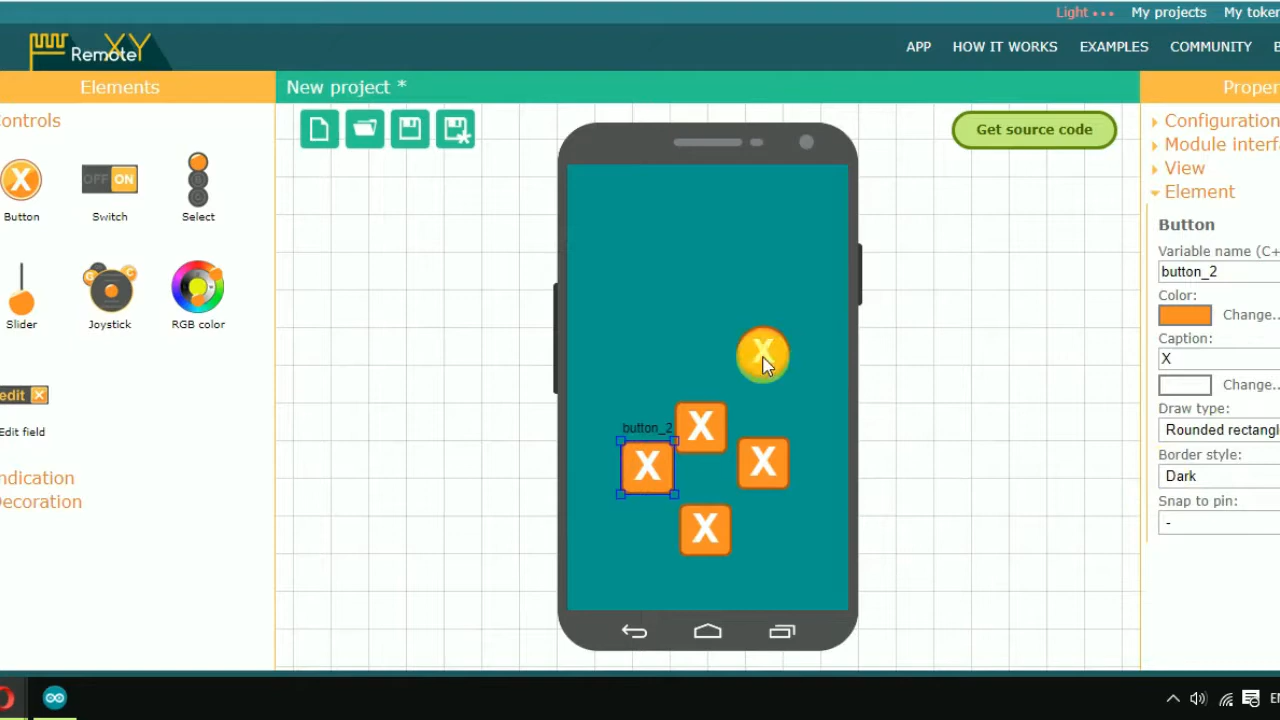 Light ••• My projects My token
RemoteXY
APP HOW IT WORKS EXAMPLES COMMUNITY
Elements
New project *
Proper
ontrols
Get source code
Configuration
Module interf
View
Element
X
OFF ON
Button
Switch
Select
Button
Variable name (C+
button_2
Color:
Change..
Caption:
X
Change..
Slider
Joystick
RGB color
X
Draw type:
Rounded rectangl
edit X
Edit field
button_2
X
X
X
X
Border style:
Dark
ndication
Decoration
Snap to pin:
-